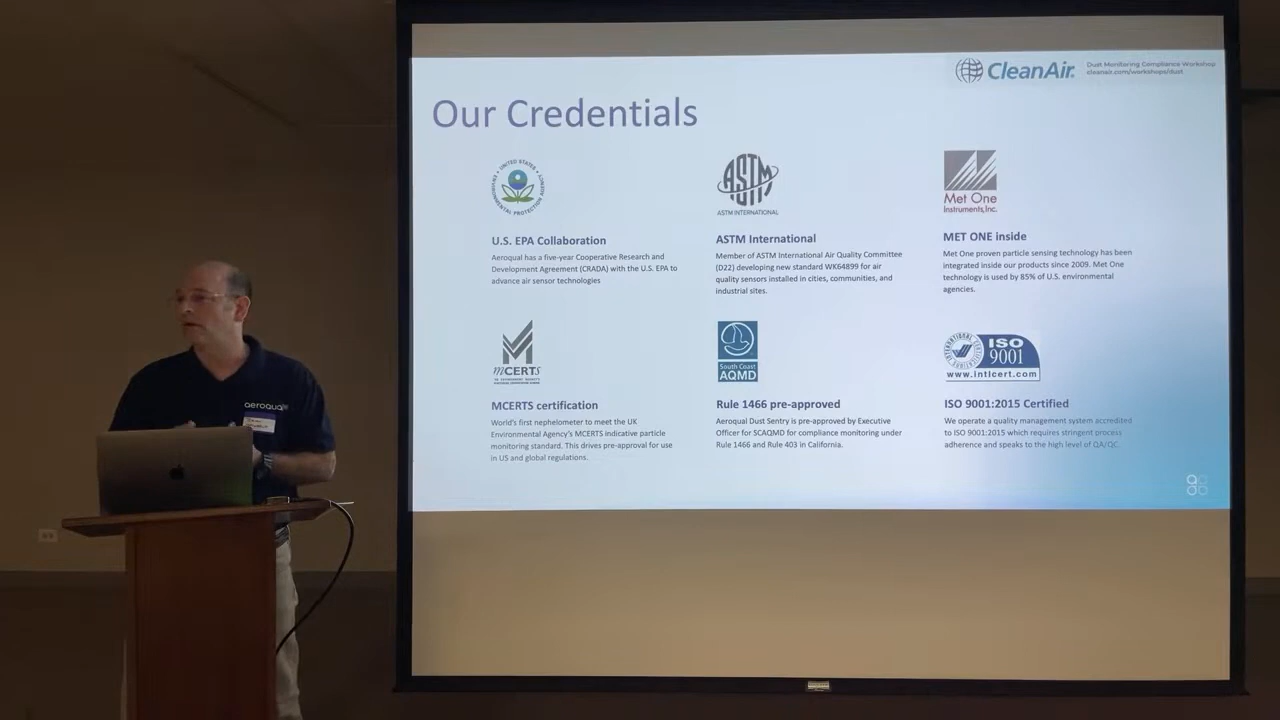 CleanAir.
Dust Monitoring Compliance Workshop
cleanair.com/workshops/dust
Our Credentials
UNITED STATES
ENVIRONMENTAL PROTECTION AGENCY
U.S. EPA Collaboration
Aeroqual has a five-year Cooperative Research and
Development Agreement (CRADA) with the U.S. EPA to
advance air sensor technologies
ASTM
ASTM INTERNATIONAL
ASTM International
Member of ASTM International Air Quality Committee
(D22) developing new standard WK64899 for air
quality sensors installed in cities, communities, and
industrial sites.
Met One
Instruments, Inc.
MET ONE inside
Met One proven particle sensing technology has been
integrated inside our products since 2009. Met One
technology is used by 85% of U.S. environmental
agencies.
mCERTs
MCERTS certification
World's first nephelometer to meet the UK
Environmental Agency's MCERTS indicative particle
monitoring standard. This drives pre-approval for use
in US and global regulations.
South Coast
AQMD
Rule 1466 pre-approved
Aeroqual Dust Sentry is pre-approved by Executive
Officer for SCAQMD for compliance monitoring under
Rule 1466 and Rule 403 in California.
ISO
9001
www.intlcert.com
ISO 9001:2015 Certified
We operate a quality management system accredited
to ISO 9001:2015 which requires stringent process
adherence and speaks to the high level of QA/QC.
aeroqual